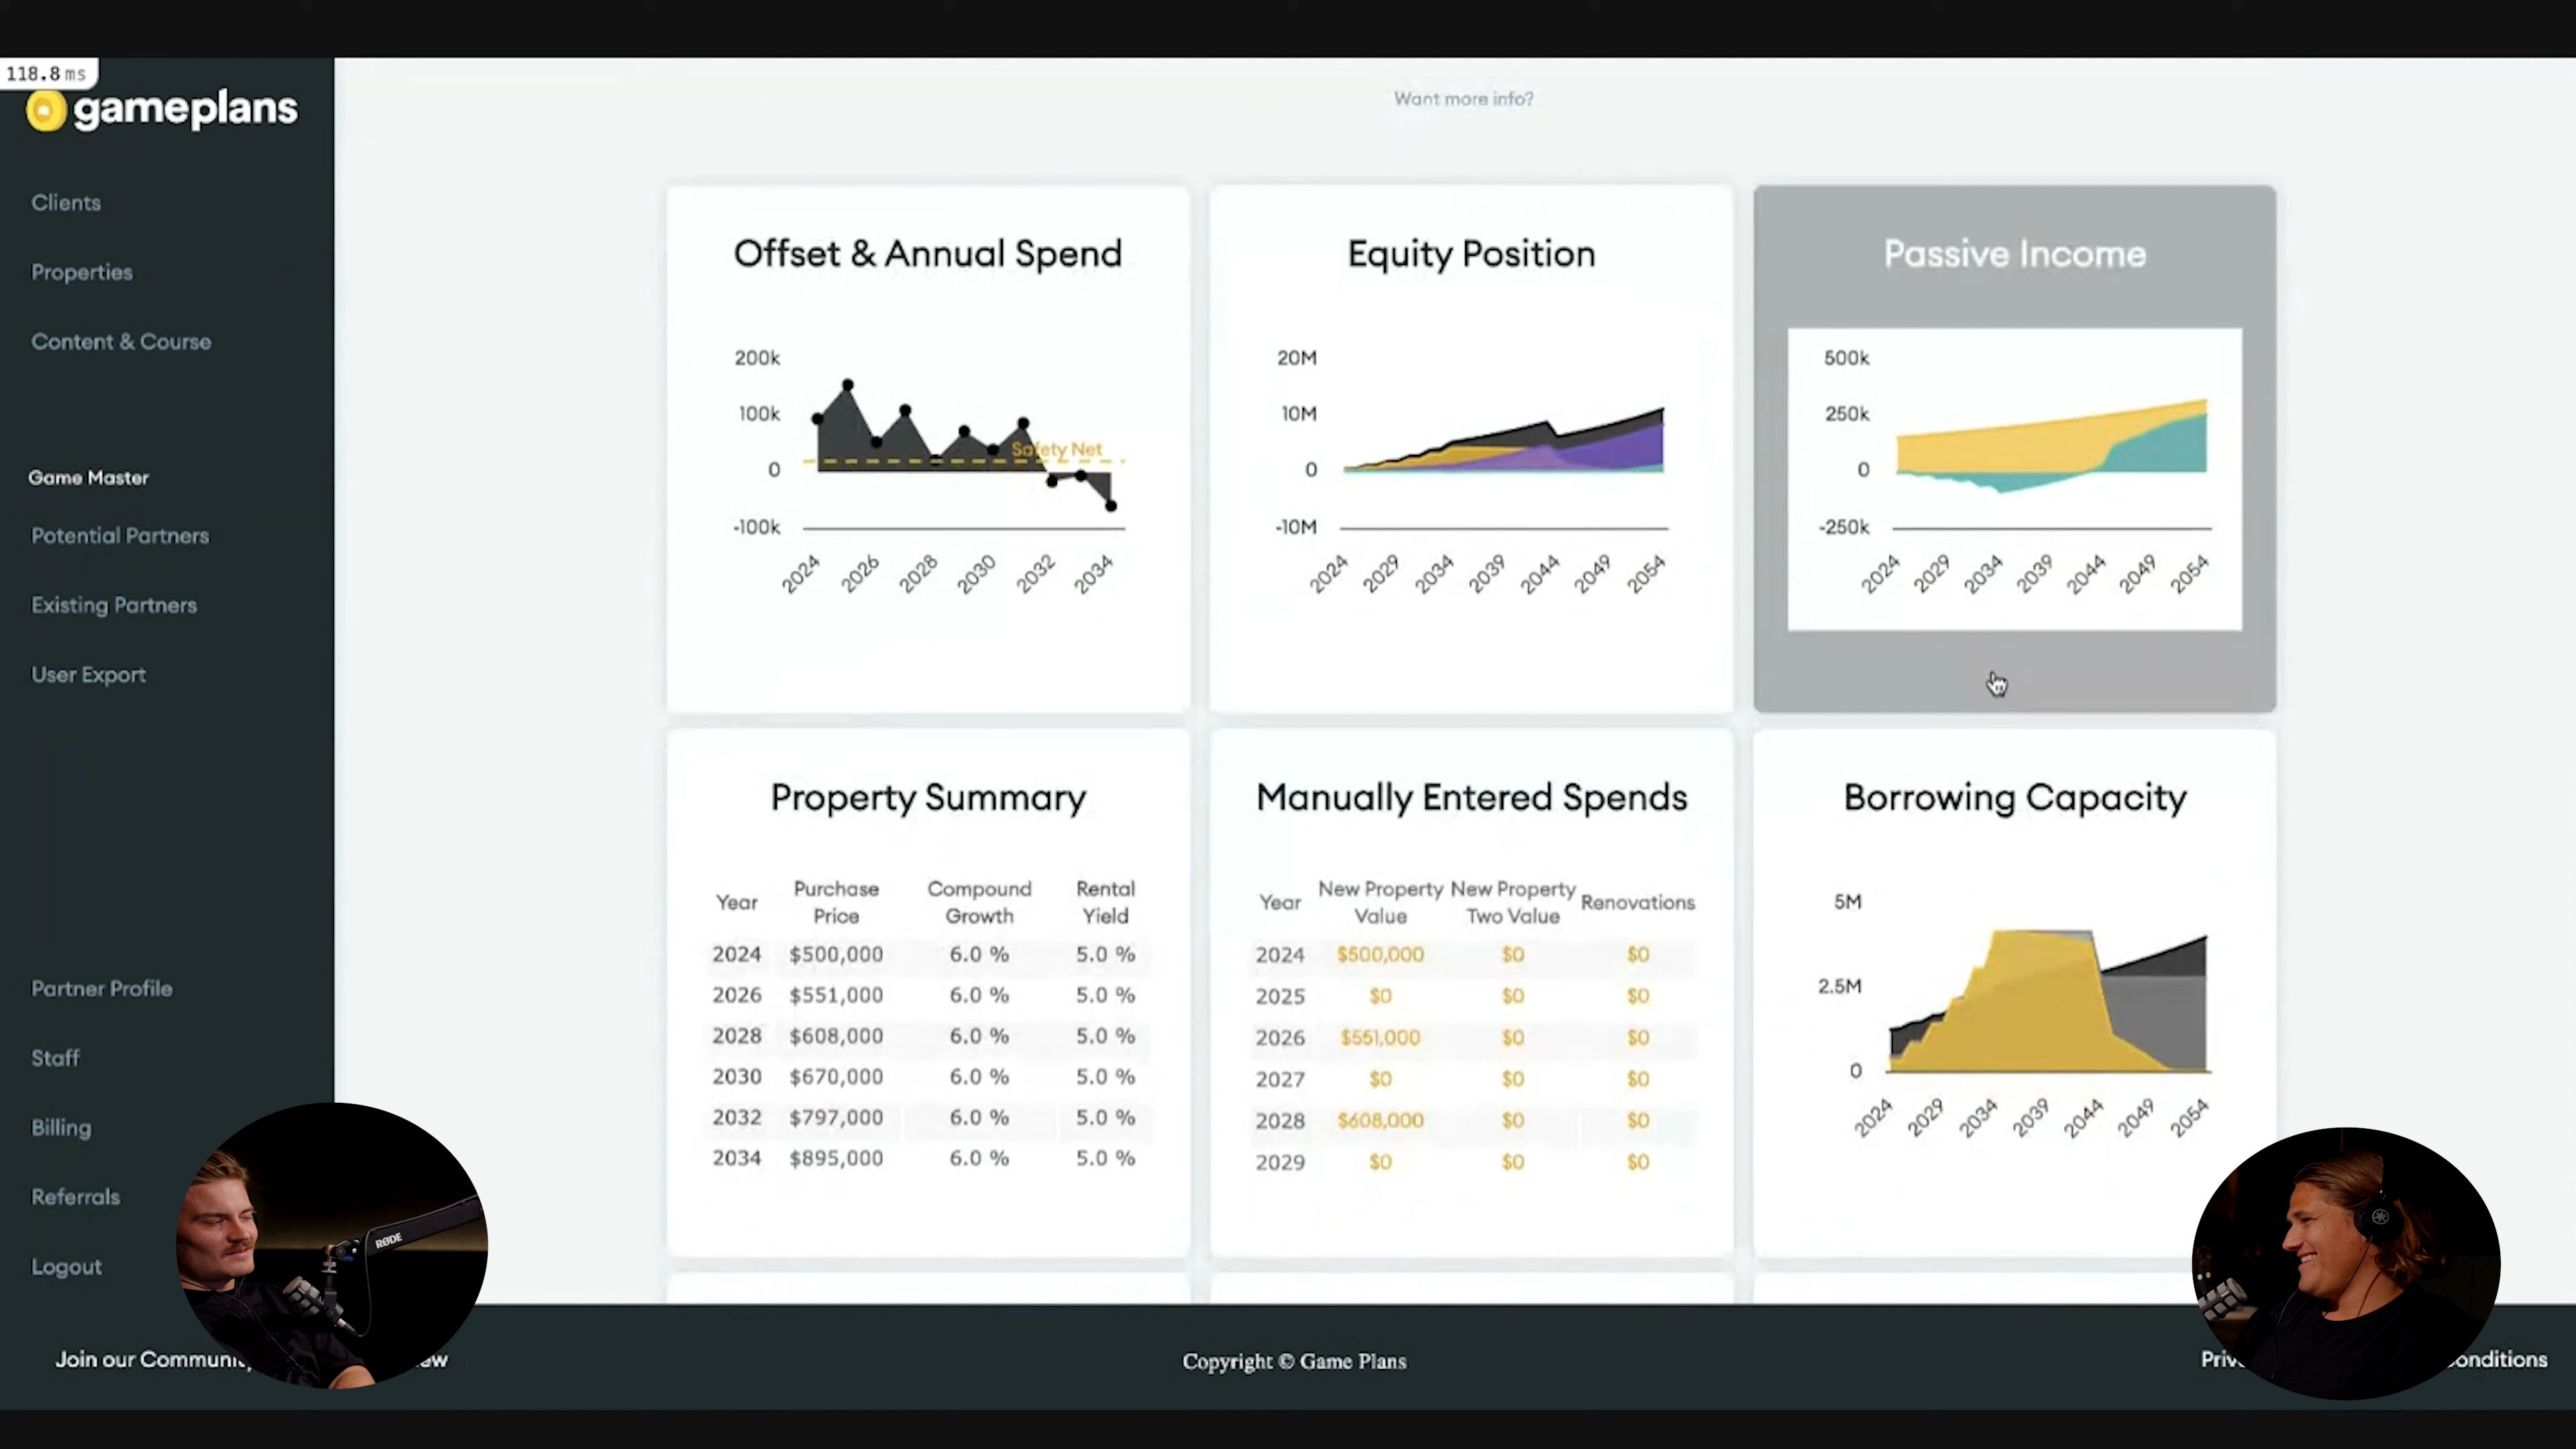 118.8 ms
gameplans
Clients
Properties
Content & Course
Game Master
Potential Partners
Existing Partners
User Export
Partner Profile
Staff
Billing
Referrals
Logout
Want more info?
Offset & Annual Spend
200k
100k
0
-100k
Safety Net
2024
2026
2028
2030
2032
2034
Equity Position
20M
10M
0
-10M
2024
2029
2034
2039
2044
2049
2054
Passive Income
500k
250k
0
-250k
2024
2029
2034
2039
2044
2049
2054
Property Summary
Year Purchase Price Compound Growth Rental Yield
2024 $500,000 6.0 % 5.0 %
2026 $551,000 6.0 % 5.0 %
2028 $608,000 6.0 % 5.0 %
2030 $670,000 6.0 % 5.0 %
2032 $797,000 6.0 % 5.0 %
2034 $895,000 6.0 % 5.0 %
Manually Entered Spends
Year New Property Value New Property Two Value Renovations
2024 $500,000 $0 $0
2025 $0 $0 $0
2026 $551,000 $0 $0
2027 $0 $0 $0
2028 $608,000 $0 $0
2029 $0 $0 $0
Borrowing Capacity
5M
2.5M
0
2024
2029
2034
2039
2044
2049
2054
RØDE
Join our
Copyright © Game Plans